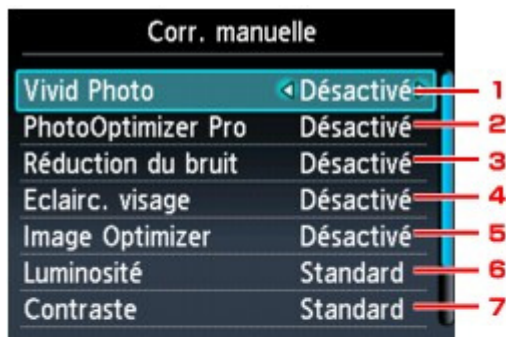 Corr. manuelle
Vivid Photo Désactivé 1
PhotoOptimizer Pro Désactivé 2
Réduction du bruit Désactivé 3
Eclairc. visage Désactivé 4
Image Optimizer Désactivé 5
Luminosité Standard 6
Contraste Standard 7